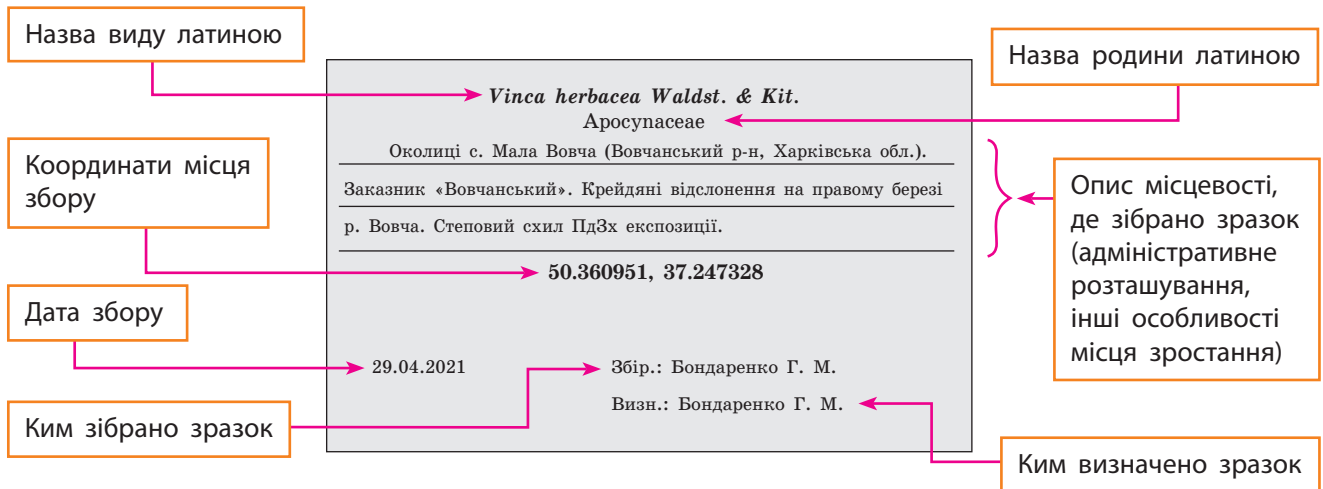 Назва виду латиною
Назва родини латиною
Vinca herbacea Waldst. & Kit.
Apocynaceae
Околиці с. Мала Вовча (Вовчанський р-н, Харківська обл.).
Заказник «Вовчанський». Крейдяні відслонення на правому березі
р. Вовча. Степовий схил ПдЗх експозиції.
50.360951, 37.247328
Координати місця
збору
Опис місцевості,
де зібрано зразок
(адміністративне
розташування,
інші особливості
місця зростання)
Дата збору
29.04.2021
Збір.: Бондаренко Г. М.
Визн.: Бондаренко Г. М.
Ким зібрано зразок
Ким визначено зразок